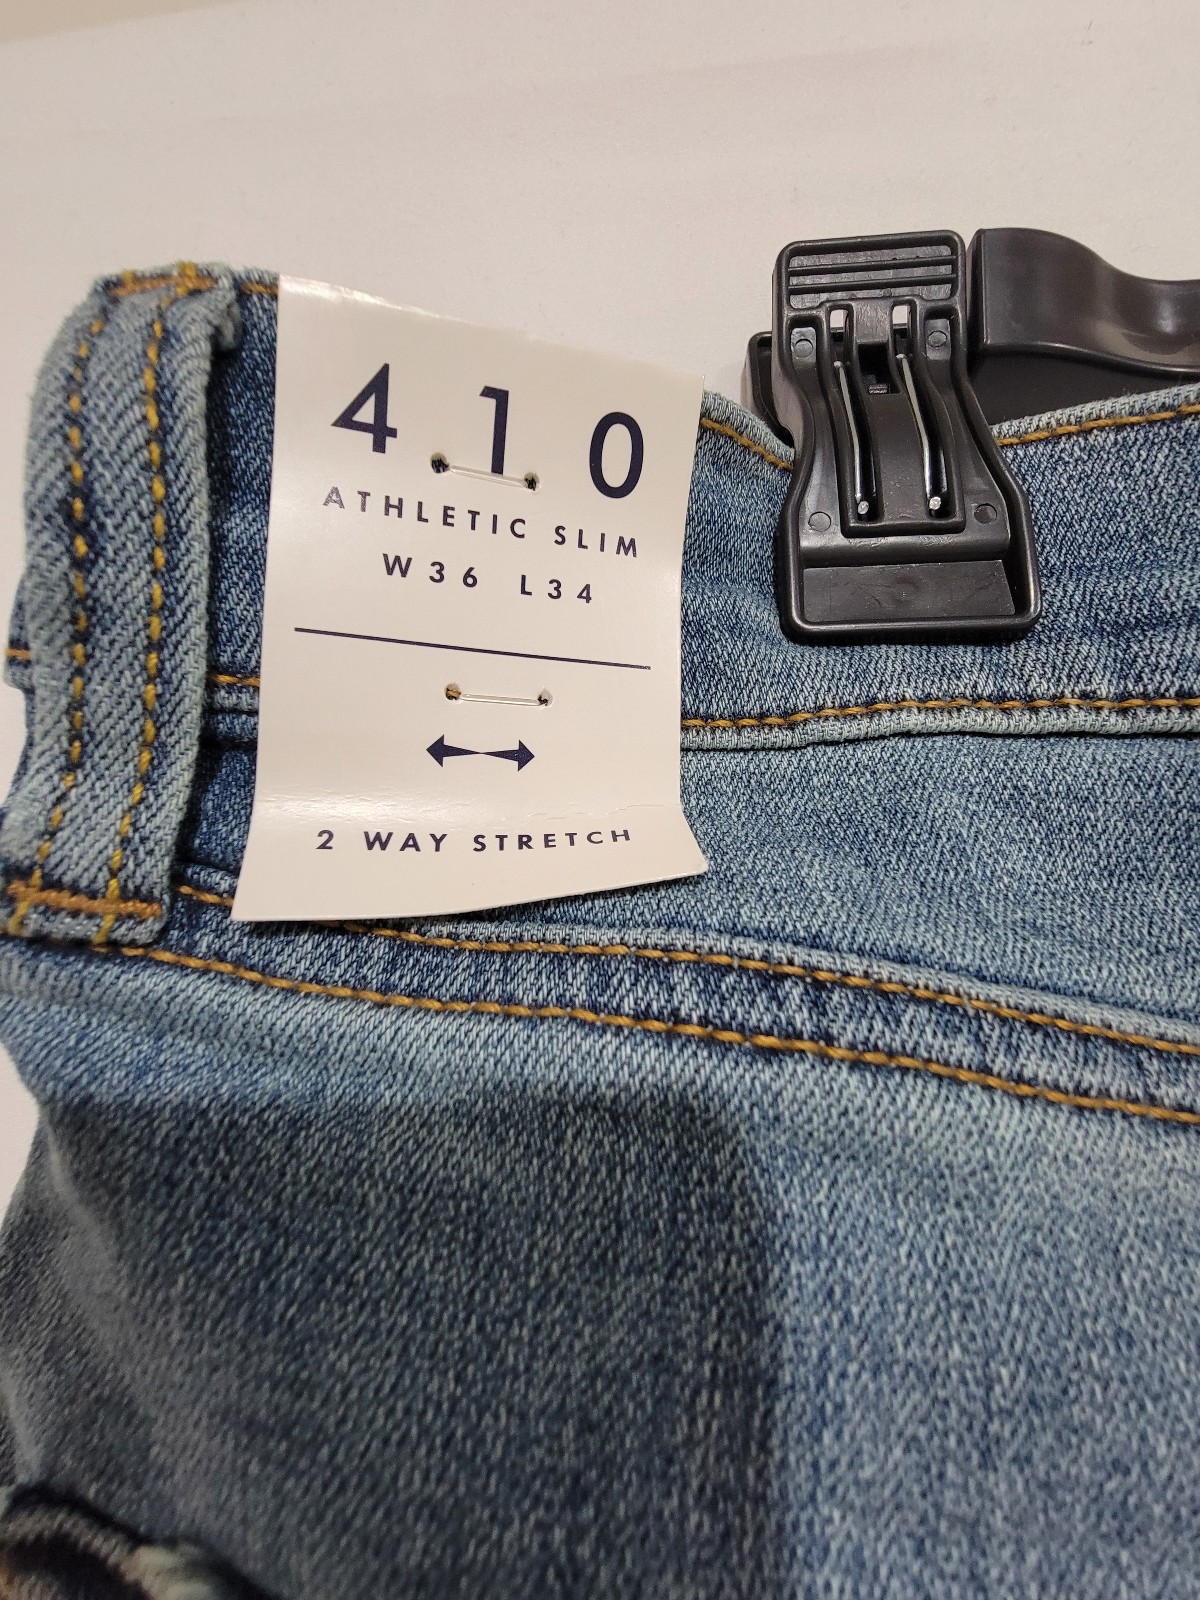 410
ATHLETIC SLIM
W36 L34
2 WAY STRETCH